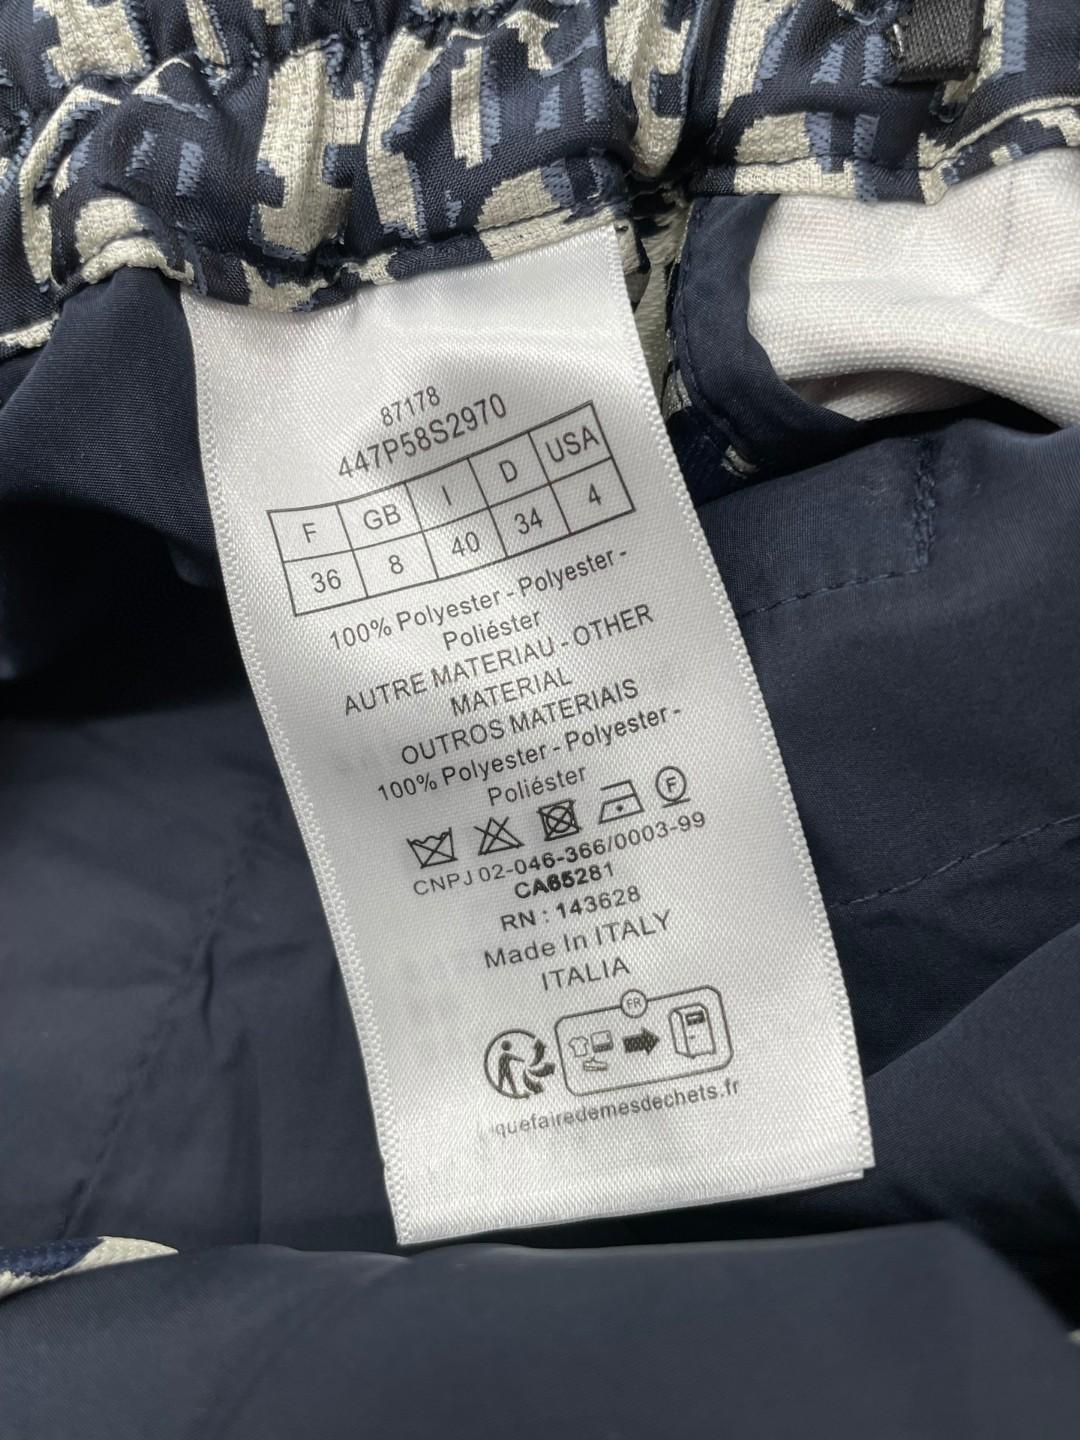 87178
447P58S2970
F GB I D USA
36 8 40 34 4
100% Polyester - Polyester -
Poliéster
AUTRE MATERIAU - OTHER
MATERIAL
OUTROS MATERIAIS
100% Polyester - Polyester -
Poliéster
F
CNPJ 02-046-366/0003-99
CA65281
RN : 143628
Made In ITALY
ITALIA
FR
quefairedemesdechets.fr